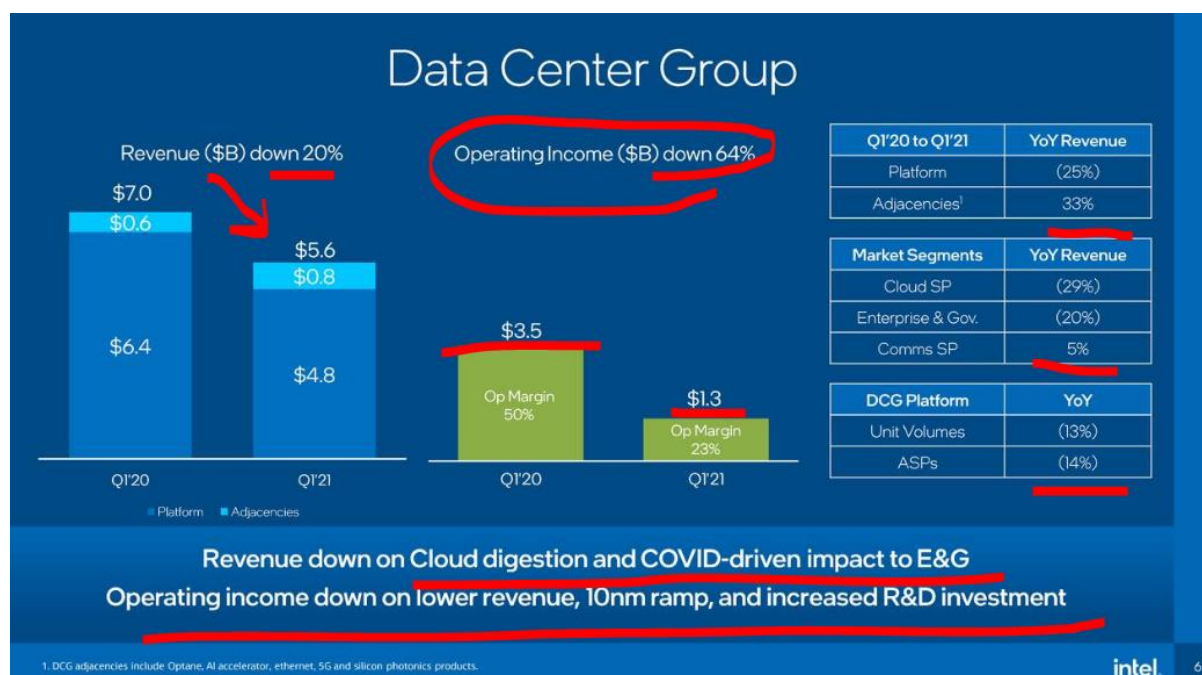 Data Center Group
Revenue ($B) down 20%
$7.0
$0.6
$6.4
$5.6
$0.8
$4.8
Q1'20
Q1'21
Platform
Adjacencies
Operating Income ($B) down 64%
$3.5
Op Margin
50%
$1.3
Op Margin
23%
Q1'20
Q1'21
Q1'20 to Q1'21 YoY Revenue
Platform (25%)
Adjacencies¹ 33%
Market Segments YoY Revenue
Cloud SP (29%)
Enterprise & Gov. (20%)
Comms SP 5%
DCG Platform YoY
Unit Volumes (13%)
ASPs (14%)
Revenue down on Cloud digestion and COVID-driven impact to E&G
Operating income down on lower revenue, 10nm ramp, and increased R&D investment
1. DCG adjacencies include Optane, AI accelerator, ethernet, 5G and silicon photonics products.
intel. 6